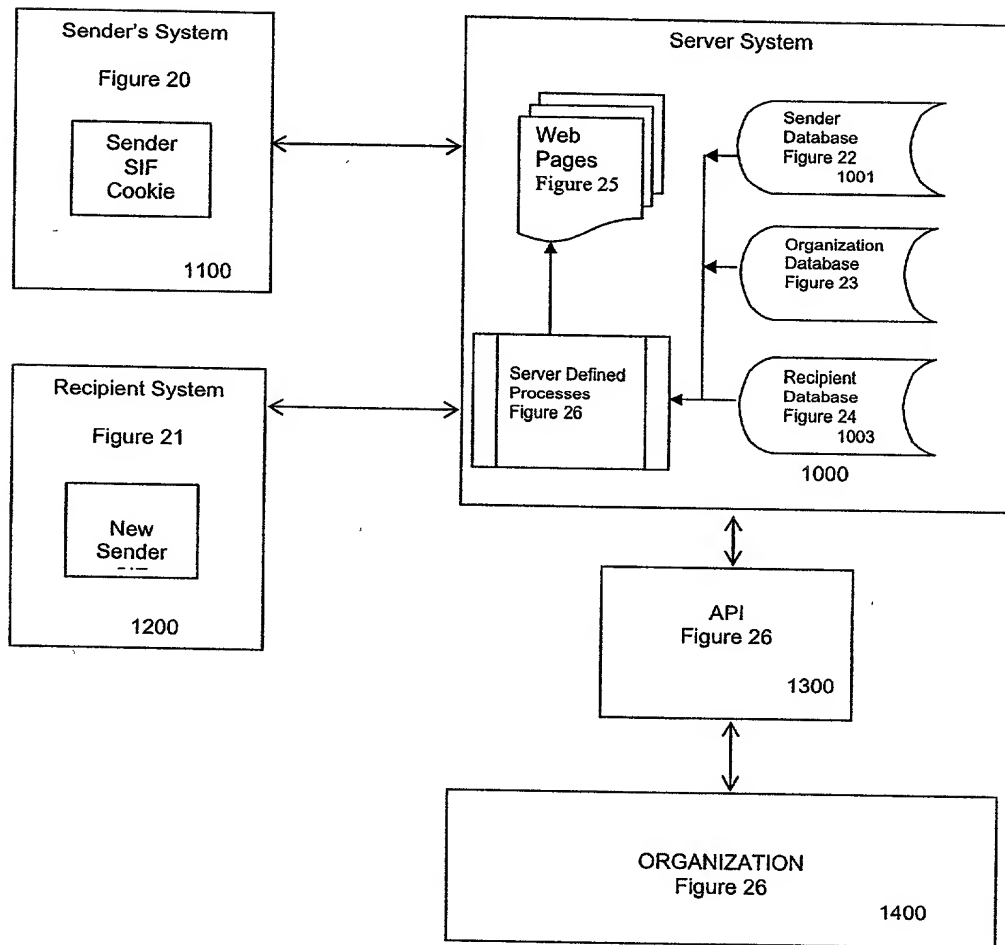 Sender's System
Figure 20
Sender
SIF
Cookie
1100
Server System
Web
Pages
Figure 25
Sender
Database
Figure 22
1001
Organization
Database
Figure 23
Server Defined
Processes
Figure 26
Recipient
Database
Figure 24
1003
1000
Recipient System
Figure 21
New
Sender
1200
API
Figure 26
1300
ORGANIZATION
Figure 26
1400